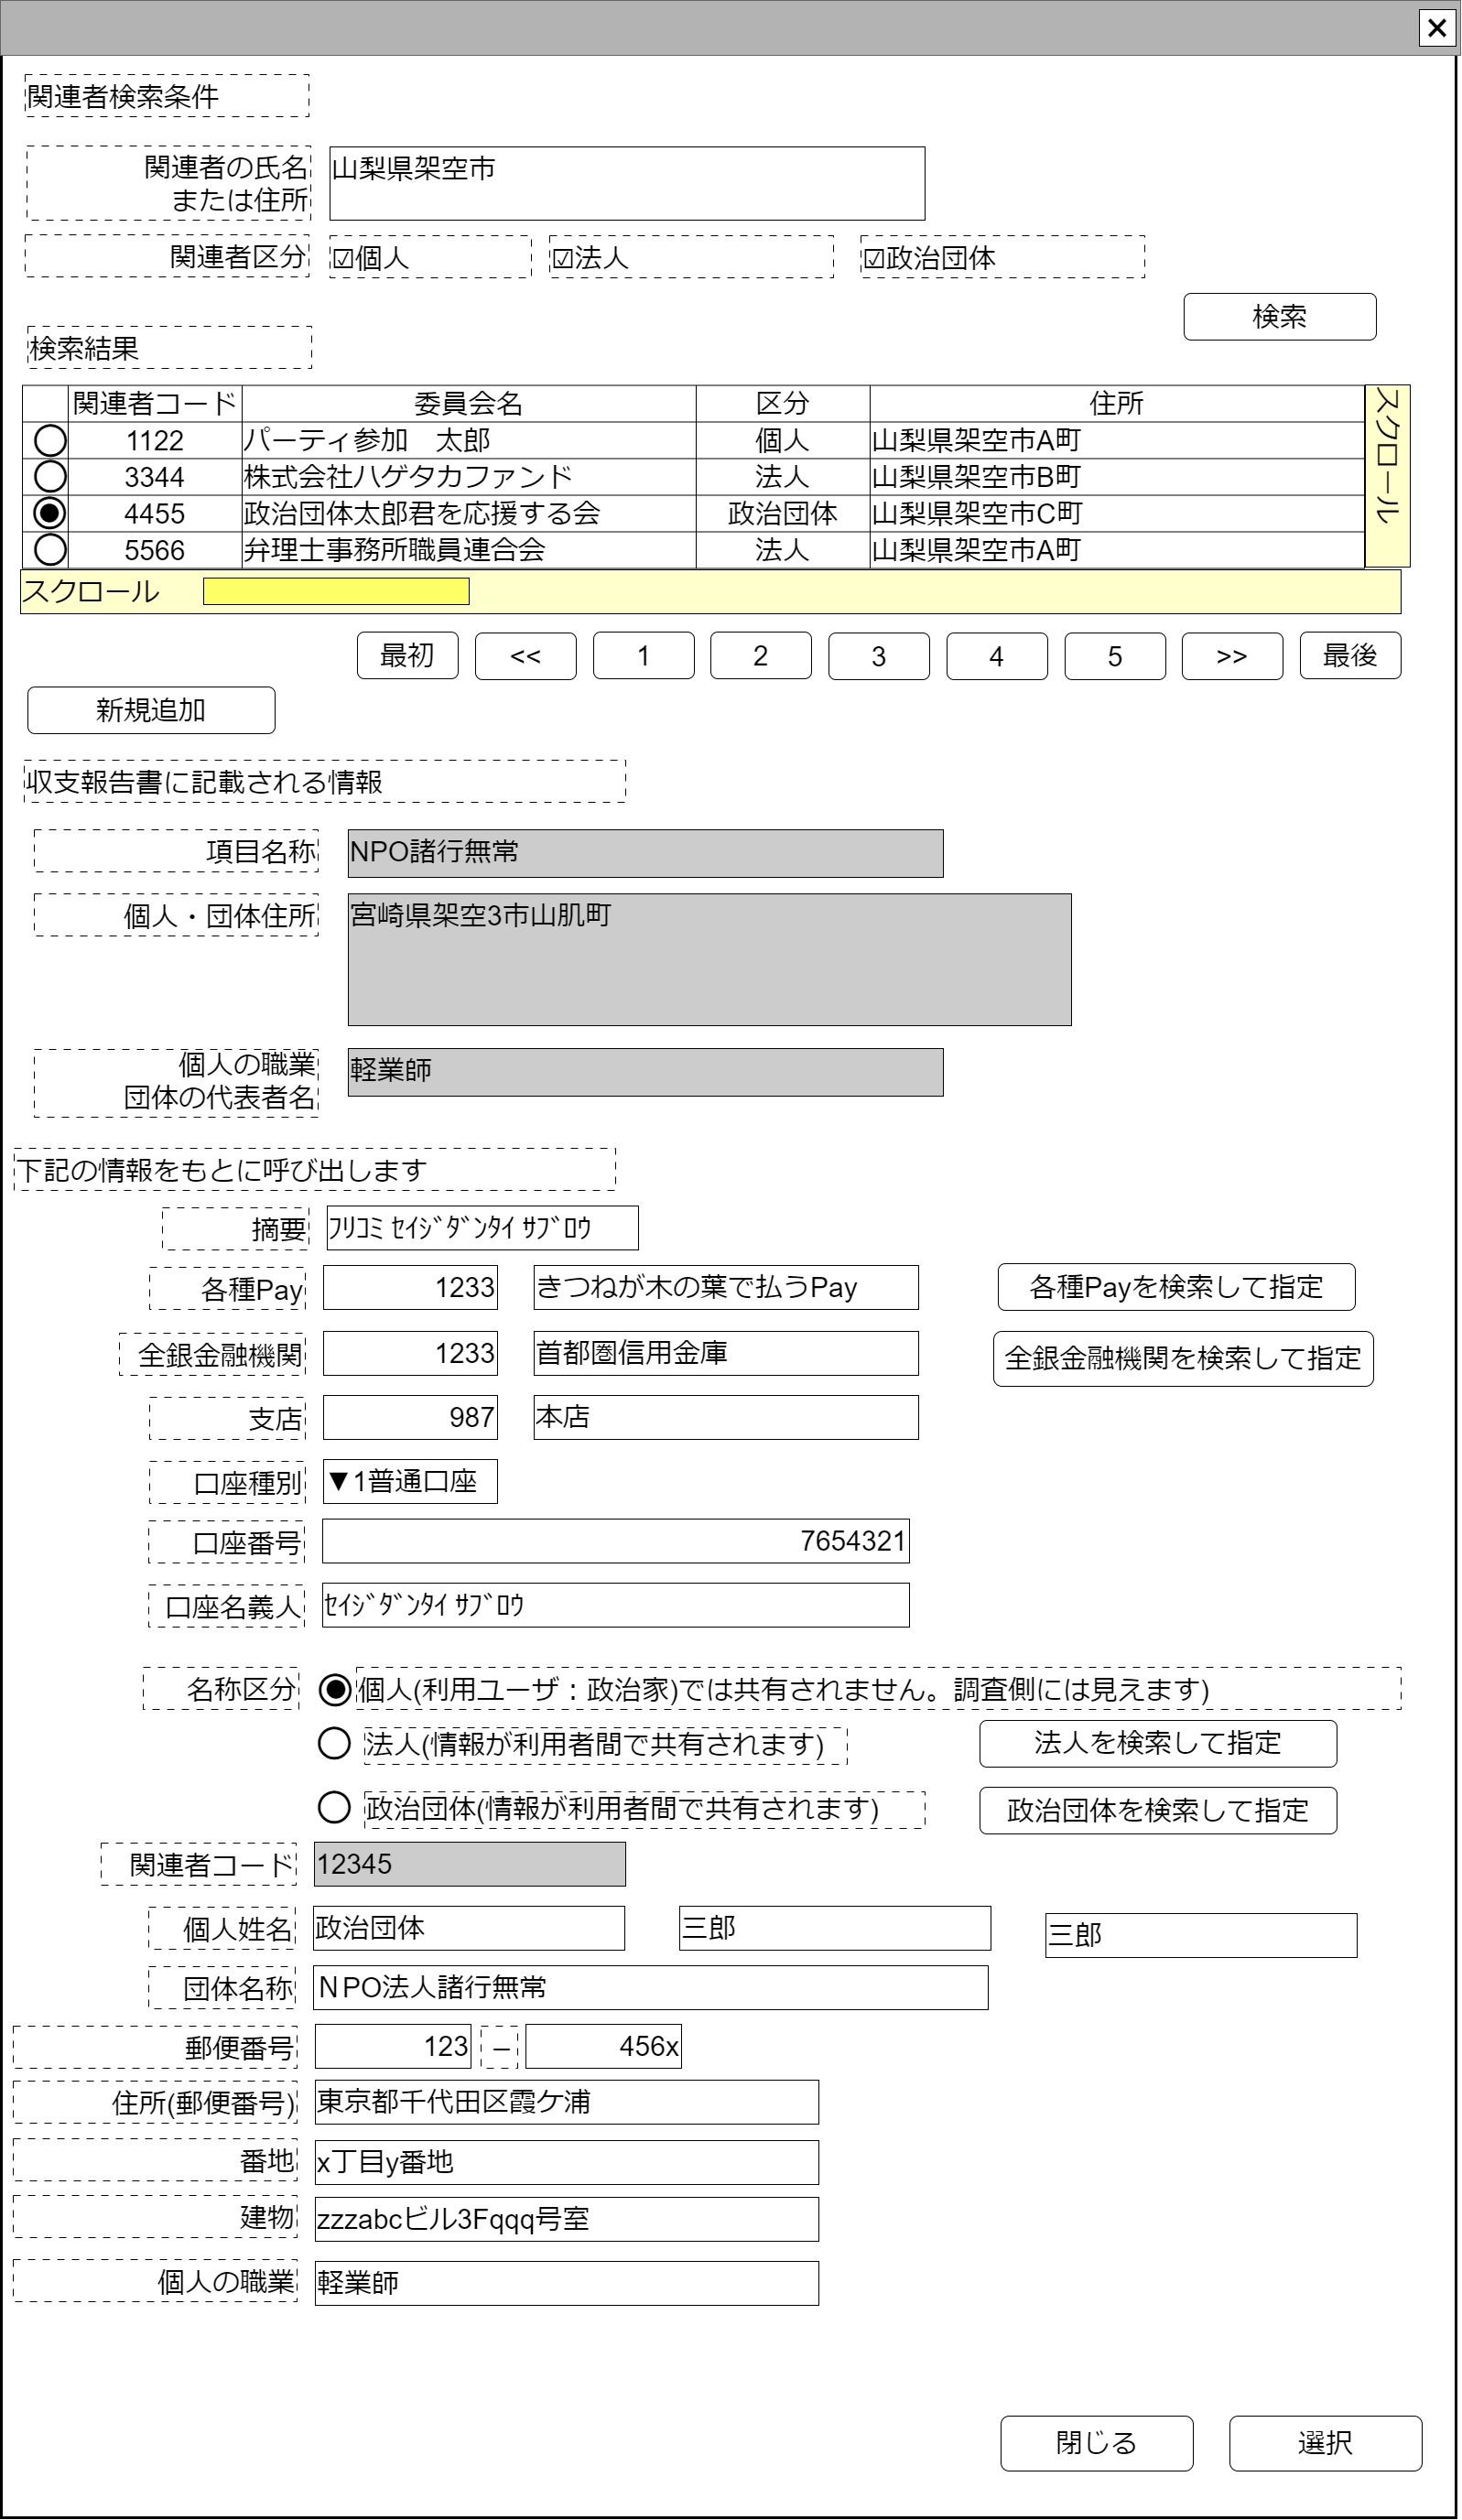 ×
関連者検索条件
関連者の氏名
または住所
山梨県架空市
関連者区分 ☑個人 ☑法人 ☑政治団体
検索
検索結果
関連者コード 委員会名 区分 住所
1122 パーティ参加　太郎 個人 山梨県架空市A町
3344 株式会社ハゲタカファンド 法人 山梨県架空市B町
4455 政治団体太郎君を応援する会 政治団体 山梨県架空市C町
5566 弁理士事務所職員連合会 法人 山梨県架空市A町
スクロール
スクロール
最初 << 1 2 3 4 5 >> 最後
新規追加
収支報告書に記載される情報
項目名称 NPO諸行無常
個人・団体住所 宮崎県架空3市山肌町
個人の職業
団体の代表者名
軽業師
下記の情報をもとに呼び出します
摘要 ﾌﾘｺﾐ ｾｲｼﾞﾀﾞﾝﾀｲ ｻﾌﾞﾛｳ
各種Pay 1233 きつねが木の葉で払うPay 各種Payを検索して指定
全銀金融機関 1233 首都圏信用金庫 全銀金融機関を検索して指定
支店 987 本店
口座種別 ▼1普通口座
口座番号 7654321
口座名義人 ｾｲｼﾞﾀﾞﾝﾀｲ ｻﾌﾞﾛｳ
名称区分 個人(利用ユーザ：政治家)では共有されません。調査側には見えます)
法人(情報が利用者間で共有されます) 法人を検索して指定
政治団体(情報が利用者間で共有されます) 政治団体を検索して指定
関連者コード 12345
個人姓名 政治団体 三郎 三郎
団体名称 ＮPO法人諸行無常
郵便番号 123 − 456x
住所(郵便番号) 東京都千代田区霞ケ浦
番地 x丁目y番地
建物 zzzabcビル3Fqqq号室
個人の職業 軽業師
閉じる 選択